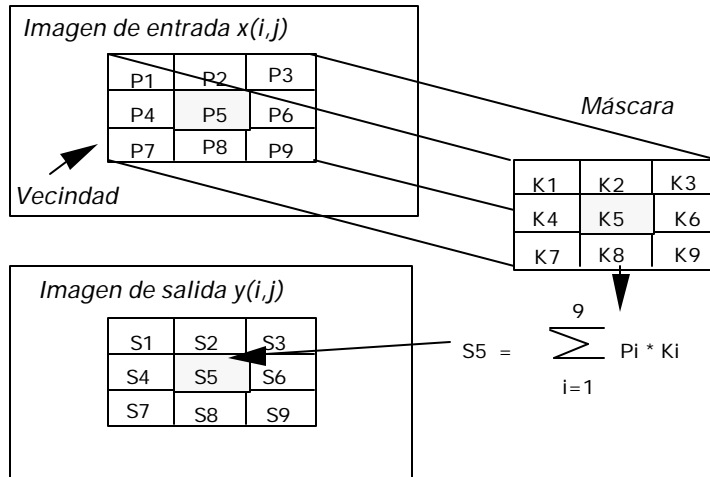 Imagen de entrada x(i,j)
P1 P2 P3
P4 P5 P6
P7 P8 P9
Vecindad
Máscara
K1 K2 K3
K4 K5 K6
K7 K8 K9
Imagen de salida y(i,j)
S1 S2 S3
S4 S5 S6
S7 S8 S9
9
S5 = ∑ Pi * Ki
i=1